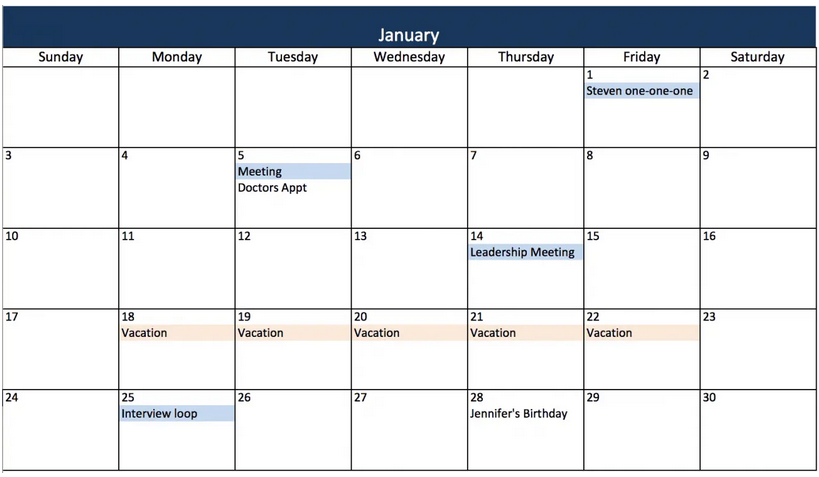 January
Sunday Monday Tuesday Wednesday Thursday Friday Saturday
1 2
Steven one-one-one
3 4 5 6 7 8 9
Meeting
Doctors Appt
10 11 12 13 14 15 16
Leadership Meeting
17 18 19 20 21 22 23
Vacation Vacation Vacation Vacation Vacation
24 25 26 27 28 29 30
Interview loop Jennifer's Birthday